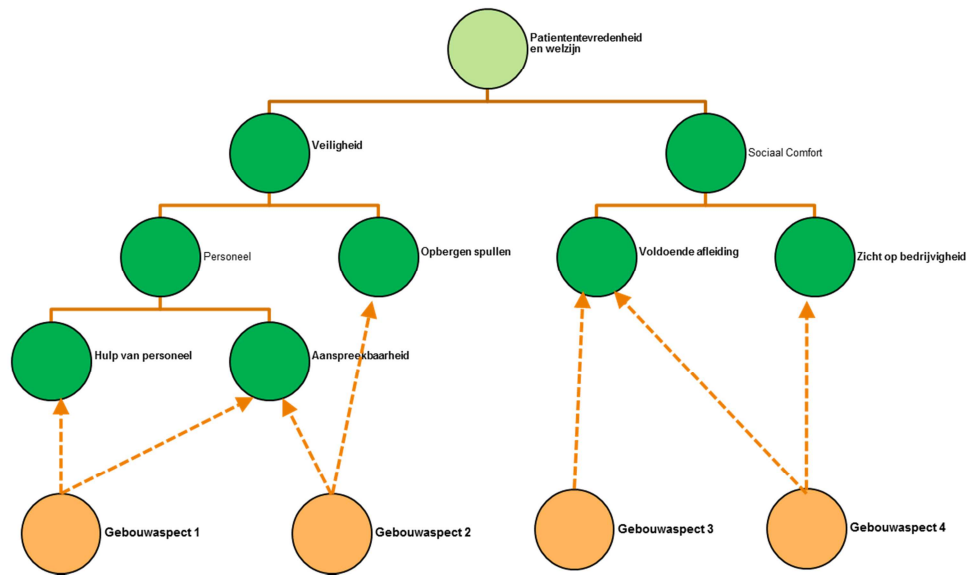 Patiententevredenheid
en welzijn
Veiligheid
Sociaal Comfort
Personeel
Opbergen spullen
Voldoende afleiding
Zicht op bedrijvigheid
Hulp van personeel
Aanspreekbaarheid
Gebouwaspect 1
Gebouwaspect 2
Gebouwaspect 3
Gebouwaspect 4